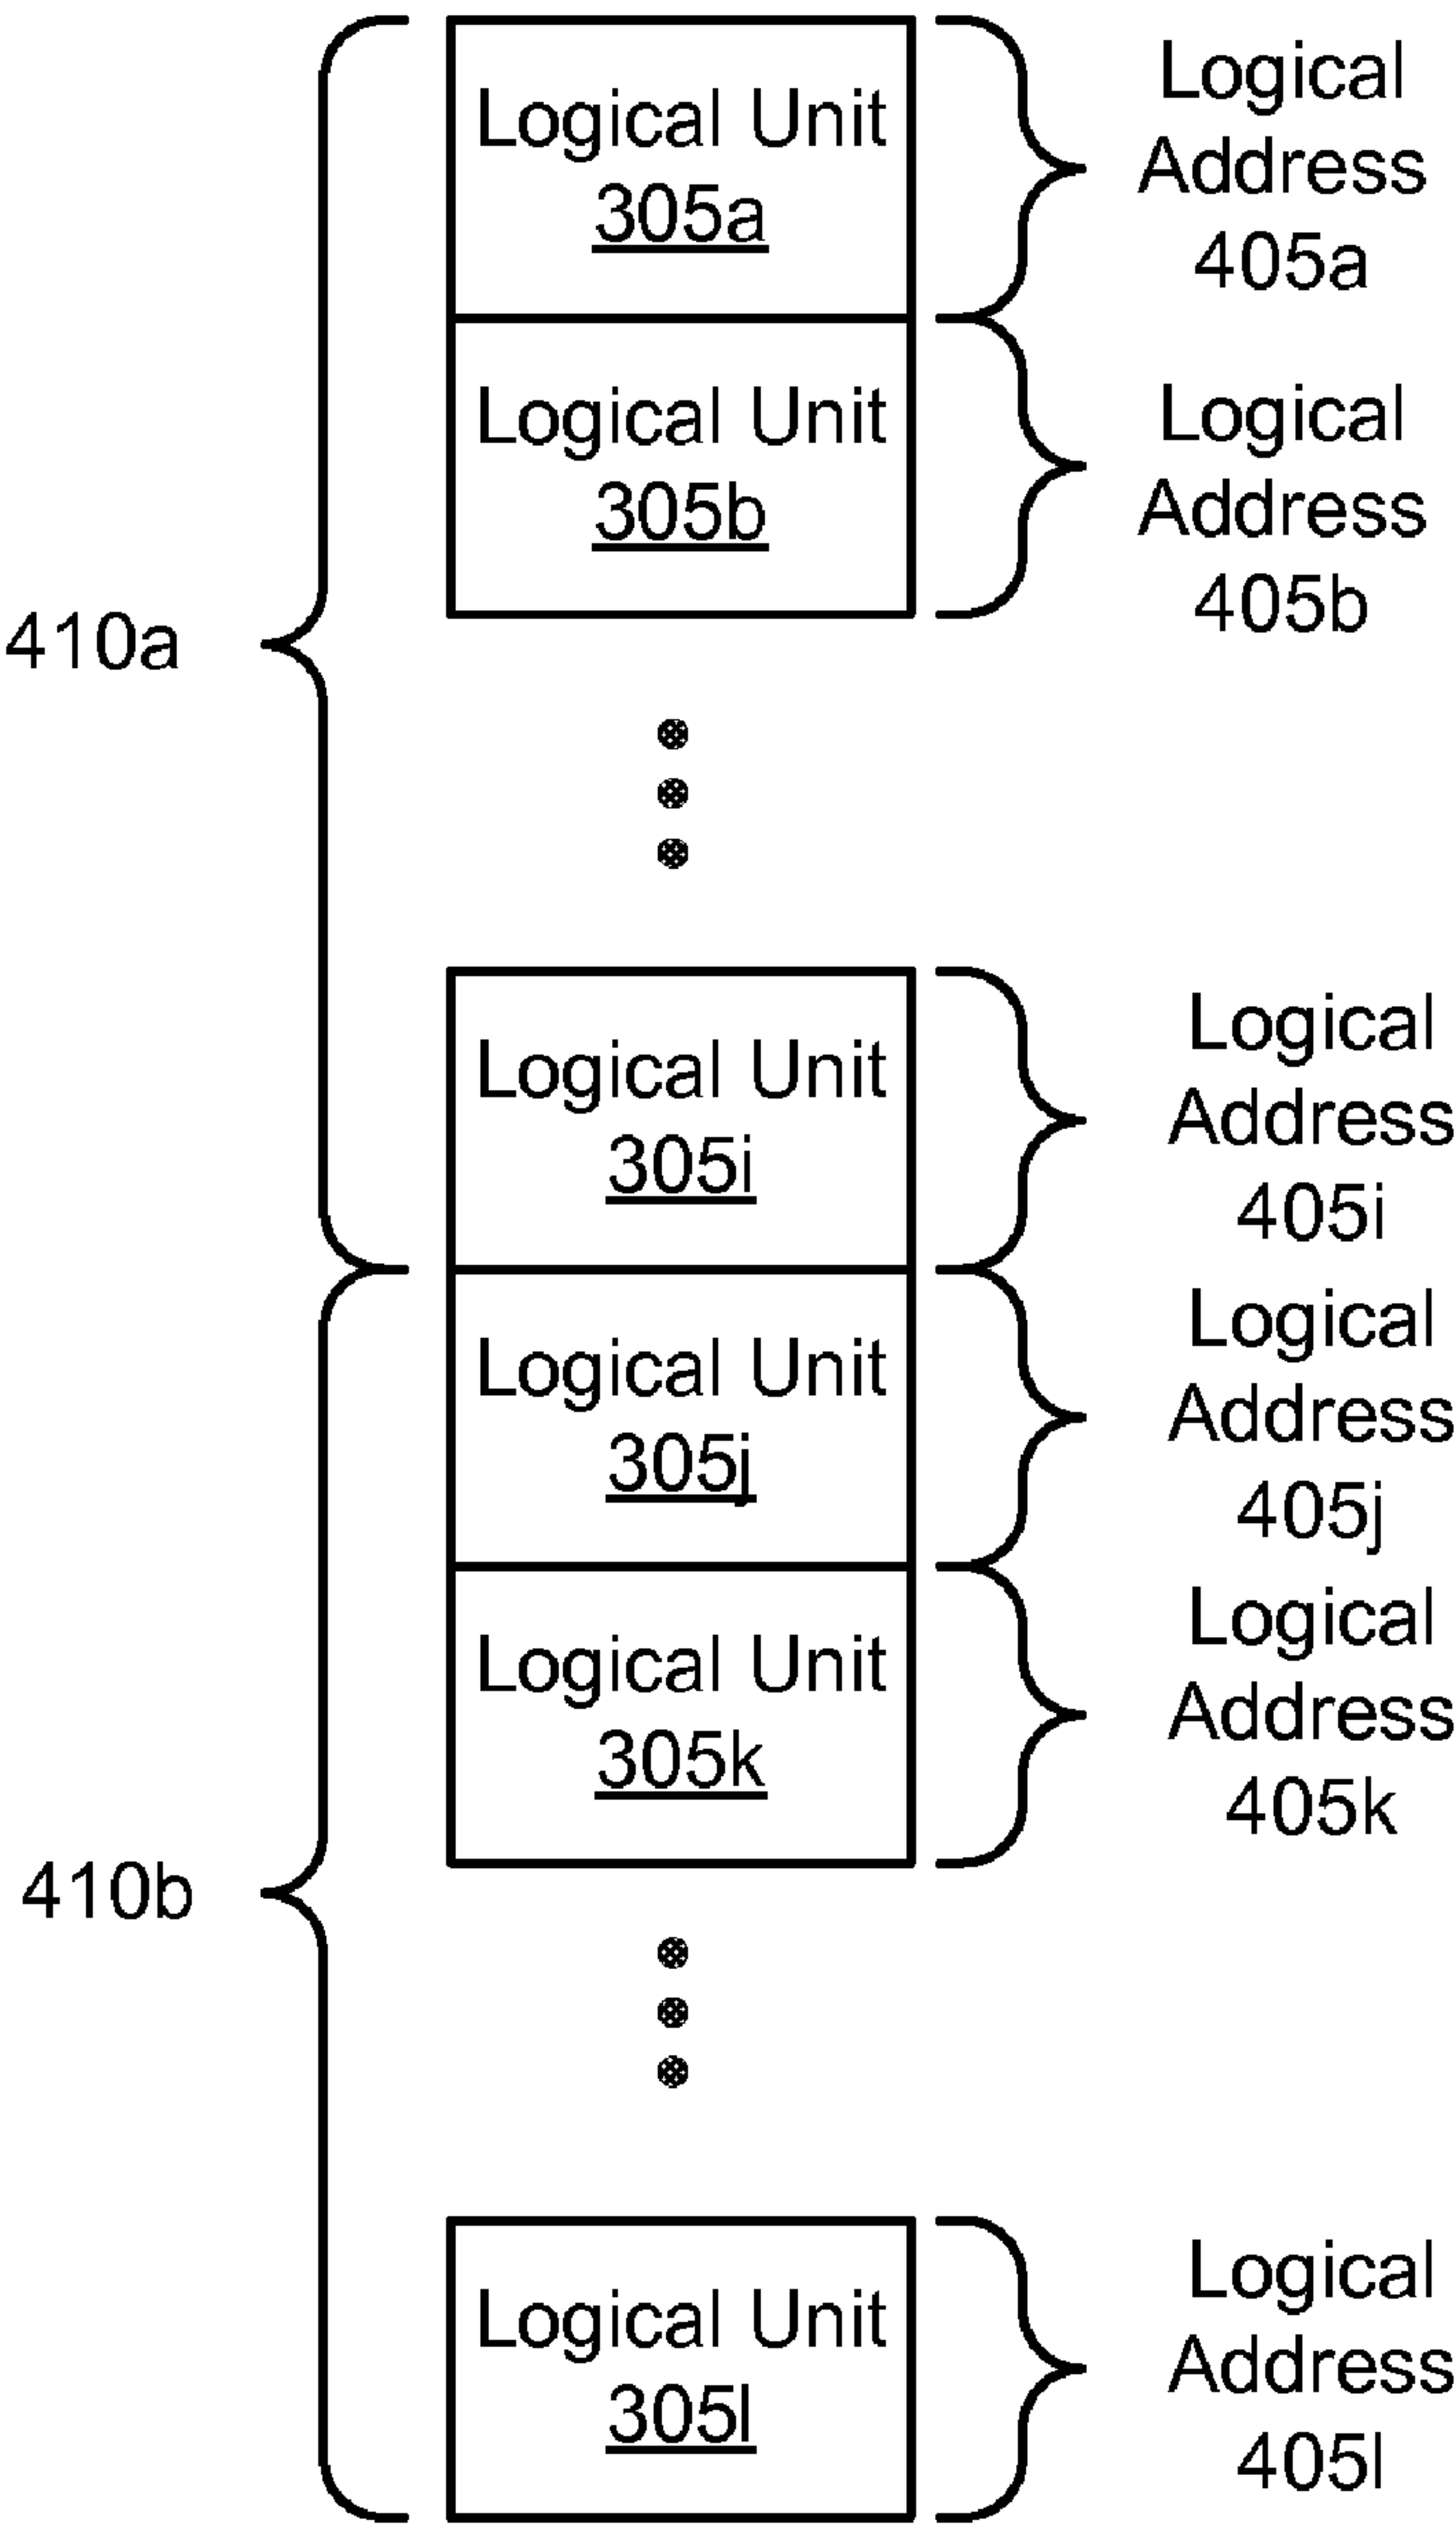 Logical Unit
305a
Logical
Address
405a
Logical Unit
305b
Logical
Address
405b
410a
Logical Unit
305i
Logical
Address
405i
Logical Unit
305j
Logical
Address
405j
Logical Unit
305k
Logical
Address
405k
410b
Logical Unit
305l
Logical
Address
405l